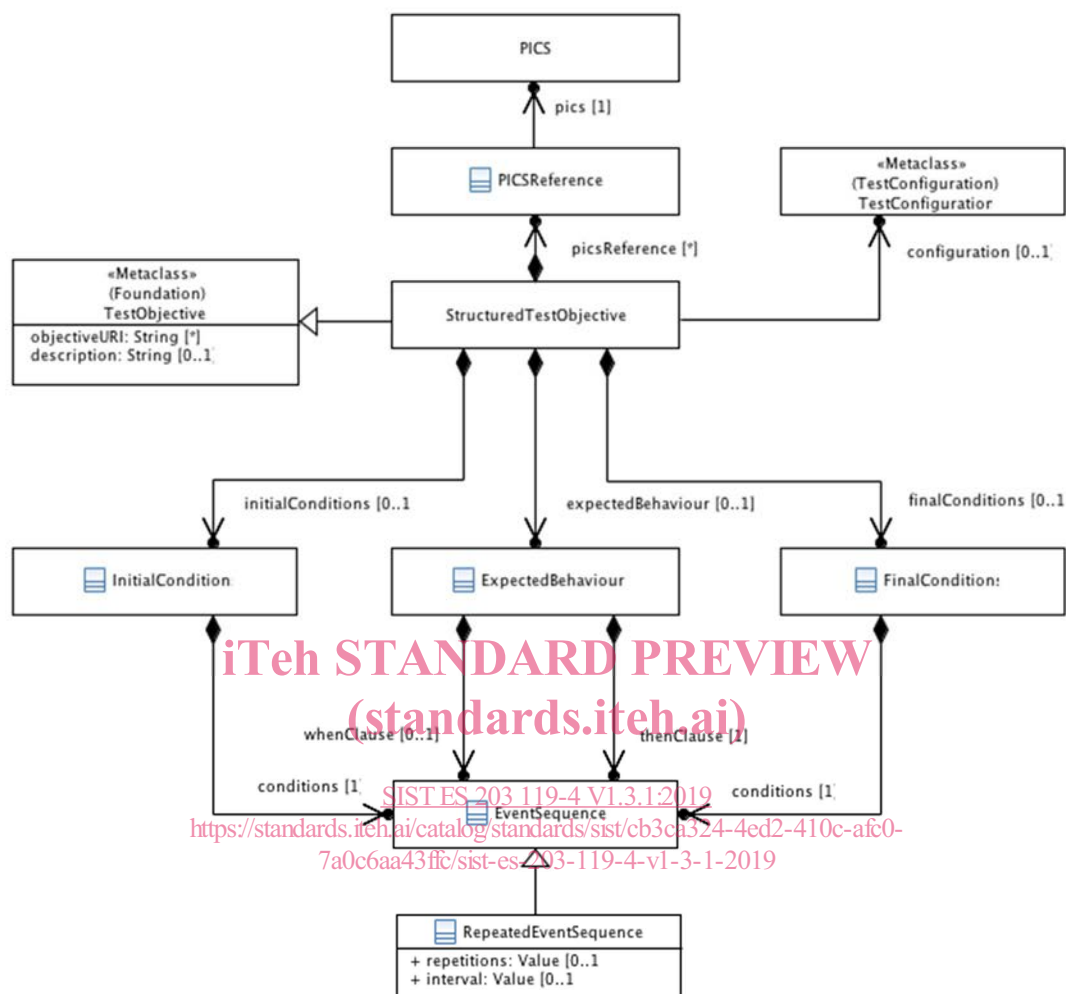 PICS
pics [1]
PICSReference
«Metaclass»
(TestConfiguration)
TestConfiguratior
picsReference [*]
configuration [0..1]
«Metaclass»
(Foundation)
TestObjective
objectiveURI: String [*]
description: String [0..1]
StructuredTestObjective
initialConditions [0..1
expectedBehaviour [0..1]
finalConditions [0..1
InitialCondition
ExpectedBehaviour
FinalConditions
iTeh STANDARD PREVIEW
(standards.iteh.ai)
whenClause [0..1]
thenClause [1]
conditions [1]
SIST ES 203 119-4 V1.3.1:2019
conditions [1]
EventSequence
https://standards.iteh.ai/catalog/standards/sist/cb3ca324-4ed2-410c-afc0-
7a0c6aa43ffc/sist-es-203-119-4-v1-3-1-2019
RepeatedEventSequence
+ repetitions: Value [0..1
+ interval: Value [0..1